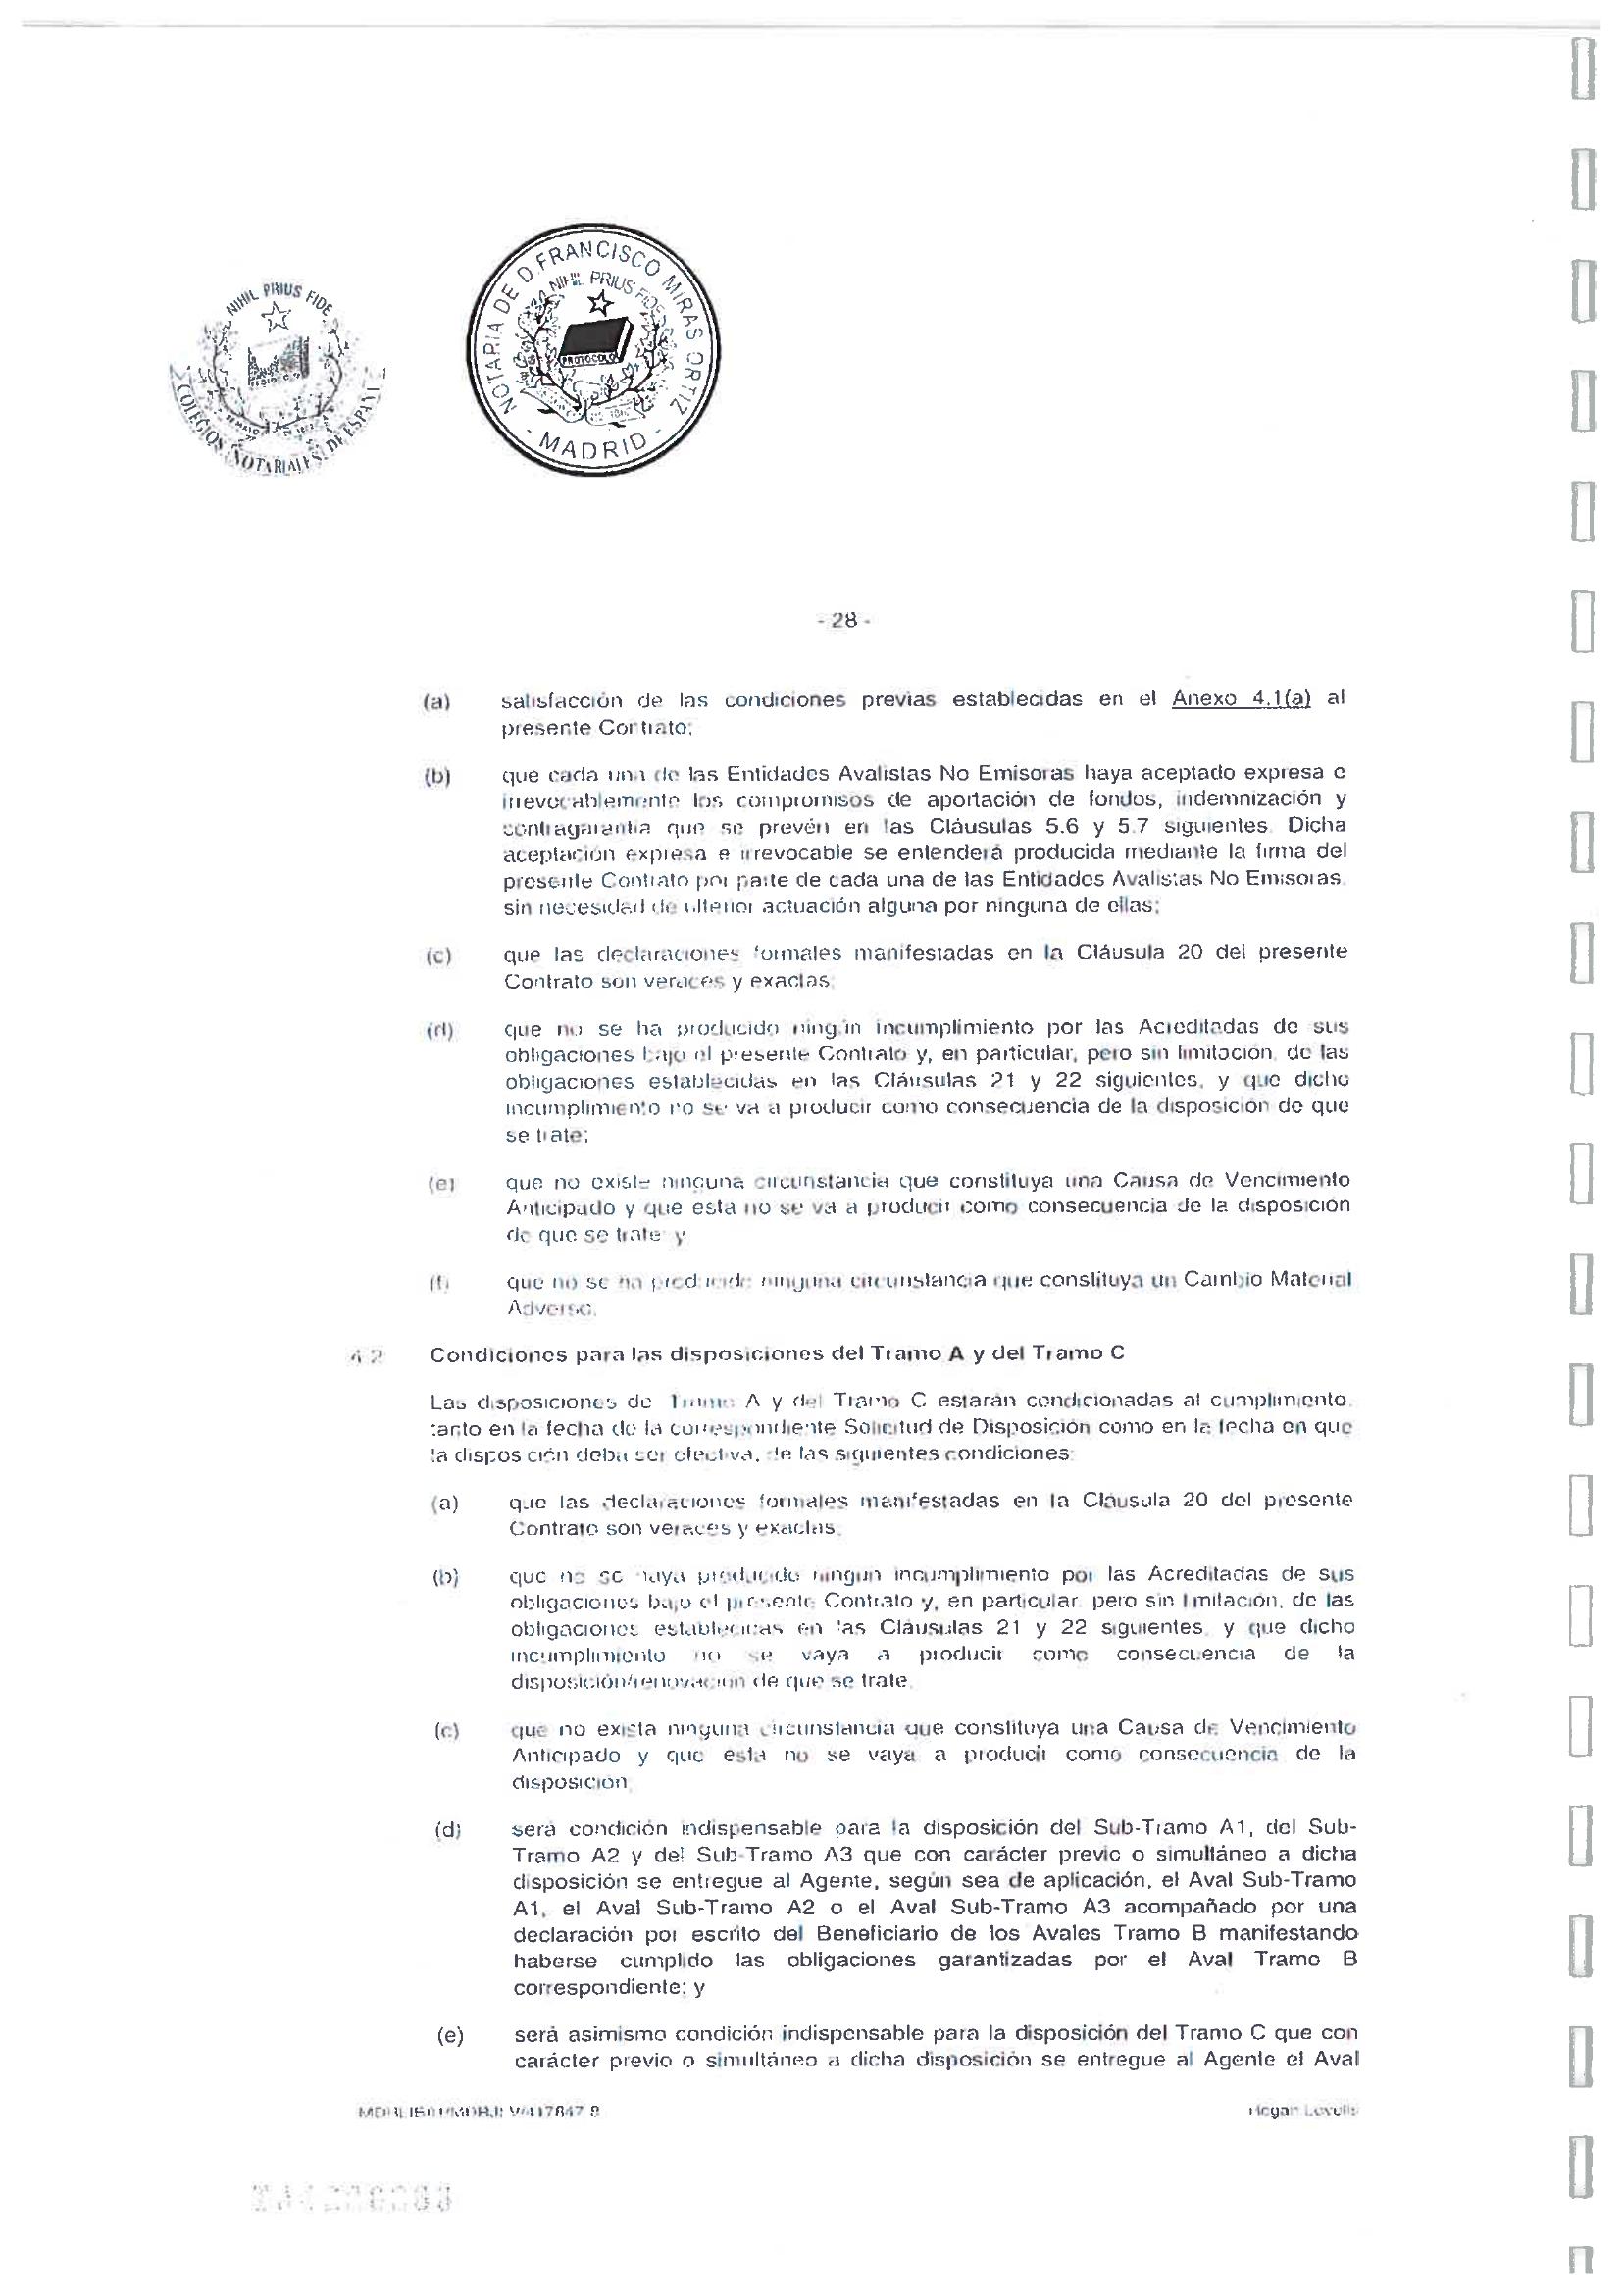 NIHIL PRIUS FIDE
COLEGIOS NOTARIALES DE ESPAÑA
NOTARIA DE D. FRANCISCO MIRAS ORTIZ
NIHIL PRIUS FIDE
PROTOCOLO
- MADRID -
- 28 -
(a) satisfacción de las condiciones previas establecidas en el Anexo 4.1(a) al
presente Contrato;
(b) que cada una de las Entidades Avalistas No Emisoras haya aceptado expresa e
irrevocablemente los compromisos de aportación de fondos, indemnización y
contragarantía que se prevén en las Cláusulas 5.6 y 5.7 siguientes. Dicha
aceptación expresa e irrevocable se entenderá producida mediante la firma del
presente Contrato por parte de cada una de las Entidades Avalistas No Emisoras,
sin necesidad de ulterior actuación alguna por ninguna de ellas;
(c) que las declaraciones formales manifestadas en la Cláusula 20 del presente
Contrato son veraces y exactas;
(d) que no se ha producido ningún incumplimiento por las Acreditadas de sus
obligaciones bajo el presente Contrato y, en particular, pero sin limitación, de las
obligaciones establecidas en las Cláusulas 21 y 22 siguientes, y que dicho
incumplimiento no se va a producir como consecuencia de la disposición de que
se trate;
(e) que no existe ninguna circunstancia que constituya una Causa de Vencimiento
Anticipado y que esta no se va a producir como consecuencia de la disposición
de que se trate; y
(f) que no se ha producido ninguna circunstancia que constituya un Cambio Material
Adverso.
4.2 Condiciones para las disposiciones del Tramo A y del Tramo C
Las disposiciones del Tramo A y del Tramo C estarán condicionadas al cumplimiento,
tanto en la fecha de la correspondiente Solicitud de Disposición como en la fecha en que
la disposición deba ser efectiva, de las siguientes condiciones:
(a) que las declaraciones formales manifestadas en la Cláusula 20 del presente
Contrato son veraces y exactas;
(b) que no se haya producido ningún incumplimiento por las Acreditadas de sus
obligaciones bajo el presente Contrato y, en particular, pero sin limitación, de las
obligaciones establecidas en las Cláusulas 21 y 22 siguientes, y que dicho
incumplimiento no se vaya a producir como consecuencia de la
disposición/renovación de que se trate;
(c) que no exista ninguna circunstancia que constituya una Causa de Vencimiento
Anticipado y que esta no se vaya a producir como consecuencia de la
disposición;
(d) será condición indispensable para la disposición del Sub-Tramo A1, del Sub-
Tramo A2 y del Sub-Tramo A3 que con carácter previo o simultáneo a dicha
disposición se entregue al Agente, según sea de aplicación, el Aval Sub-Tramo
A1, el Aval Sub-Tramo A2 o el Aval Sub-Tramo A3 acompañado por una
declaración por escrito del Beneficiario de los Avales Tramo B manifestando
haberse cumplido las obligaciones garantizadas por el Aval Tramo B
correspondiente; y
(e) será asimismo condición indispensable para la disposición del Tramo C que con
carácter previo o simultáneo a dicha disposición se entregue al Agente el Aval
Hogan Lovells